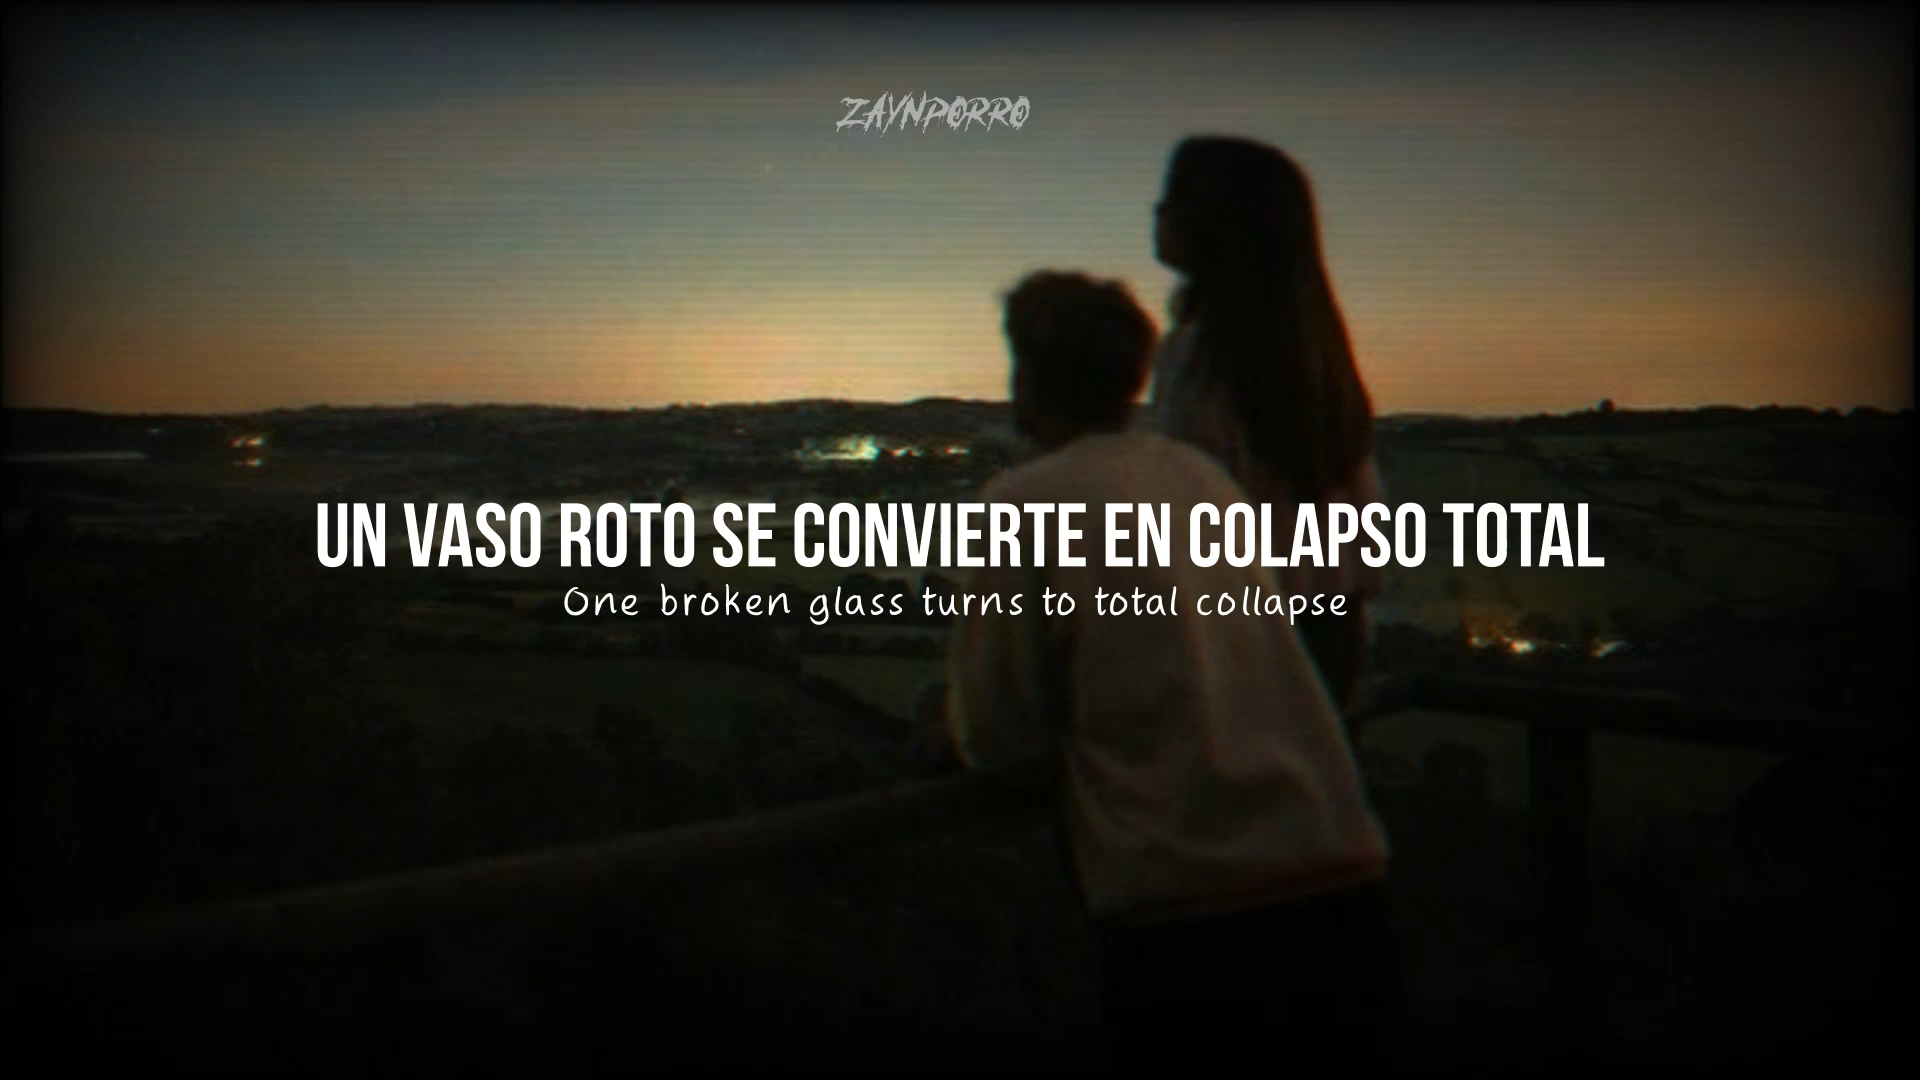 ZAYNPORRO
UN VASO ROTO SE CONVIERTE EN COLAPSO TOTAL
One broken glass turns to total collapse